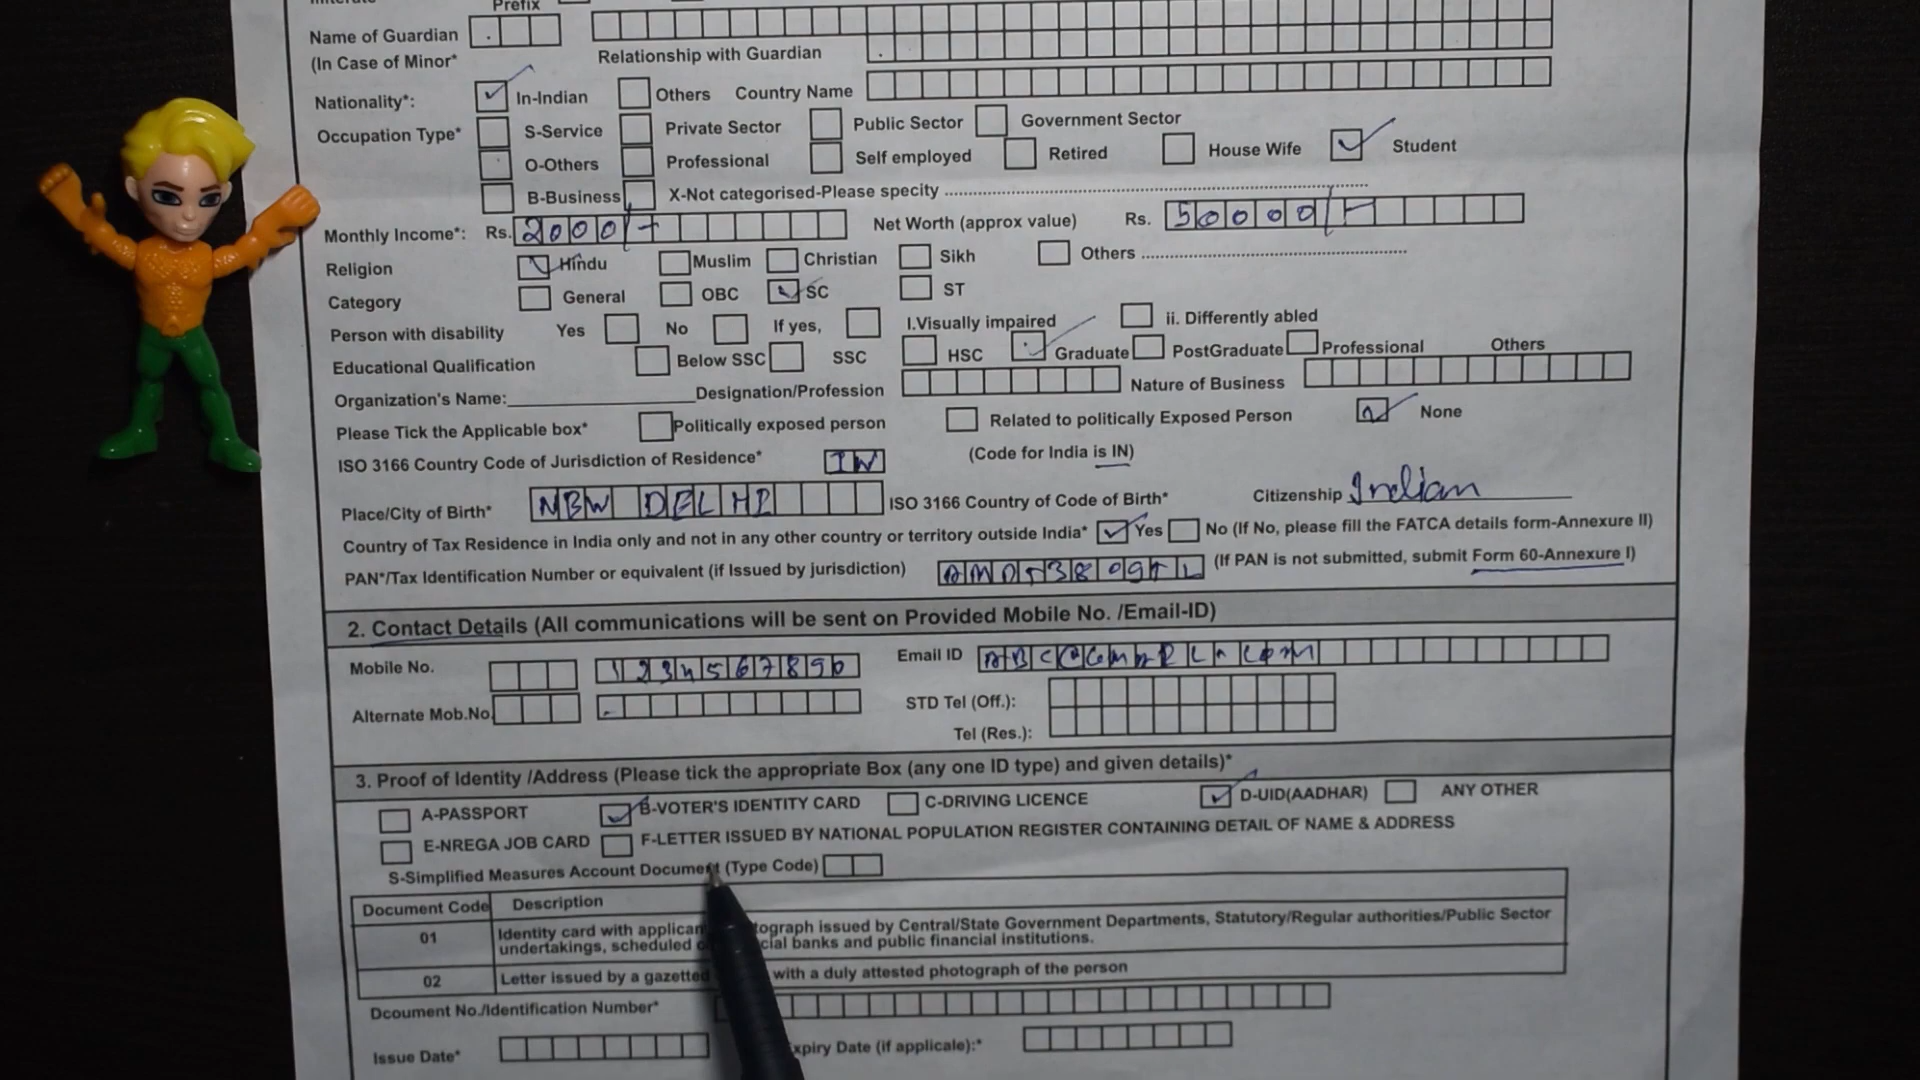 Prefix
Name of Guardian
(In Case of Minor*
Relationship with Guardian
Nationality*: In-Indian Others Country Name
Occupation Type* S-Service Private Sector Public Sector Government Sector
O-Others Professional Self employed Retired House Wife Student
B-Business X-Not categorised-Please specity
Monthly Income*: Rs. 2000/- Net Worth (approx value) Rs. 50000/-
Religion Hindu Muslim Christian Sikh Others
Category General OBC SC ST
Person with disability Yes No If yes, I.Visually impaired ii. Differently abled
Educational Qualification Below SSC SSC HSC Graduate PostGraduate Professional Others
Organization's Name: Designation/Profession Nature of Business
Please Tick the Applicable box* Politically exposed person Related to politically Exposed Person None
ISO 3166 Country Code of Jurisdiction of Residence* IN (Code for India is IN)
Place/City of Birth* NEW DELHI ISO 3166 Country of Code of Birth* Citizenship Indian
Country of Tax Residence in India only and not in any other country or territory outside India* Yes No (If No, please fill the FATCA details form-Annexure II)
PAN*/Tax Identification Number or equivalent (if Issued by jurisdiction) (If PAN is not submitted, submit Form 60-Annexure I)
2. Contact Details (All communications will be sent on Provided Mobile No. /Email-ID)
Mobile No. 1234567890 Email ID ABC@GMAIL.COM
Alternate Mob.No STD Tel (Off.):
Tel (Res.):
3. Proof of Identity /Address (Please tick the appropriate Box (any one ID type) and given details)*
A-PASSPORT B-VOTER'S IDENTITY CARD C-DRIVING LICENCE D-UID(AADHAR) ANY OTHER
E-NREGA JOB CARD F-LETTER ISSUED BY NATIONAL POPULATION REGISTER CONTAINING DETAIL OF NAME & ADDRESS
S-Simplified Measures Account Document (Type Code)
Document Code Description
01 Identity card with applican tograph issued by Central/State Government Departments, Statutory/Regular authorities/Public Sector
undertakings, scheduled cial banks and public financial institutions.
02 Letter issued by a gazetted with a duly attested photograph of the person
Dcoument No./Identification Number*
Issue Date* xpiry Date (if applicale):*